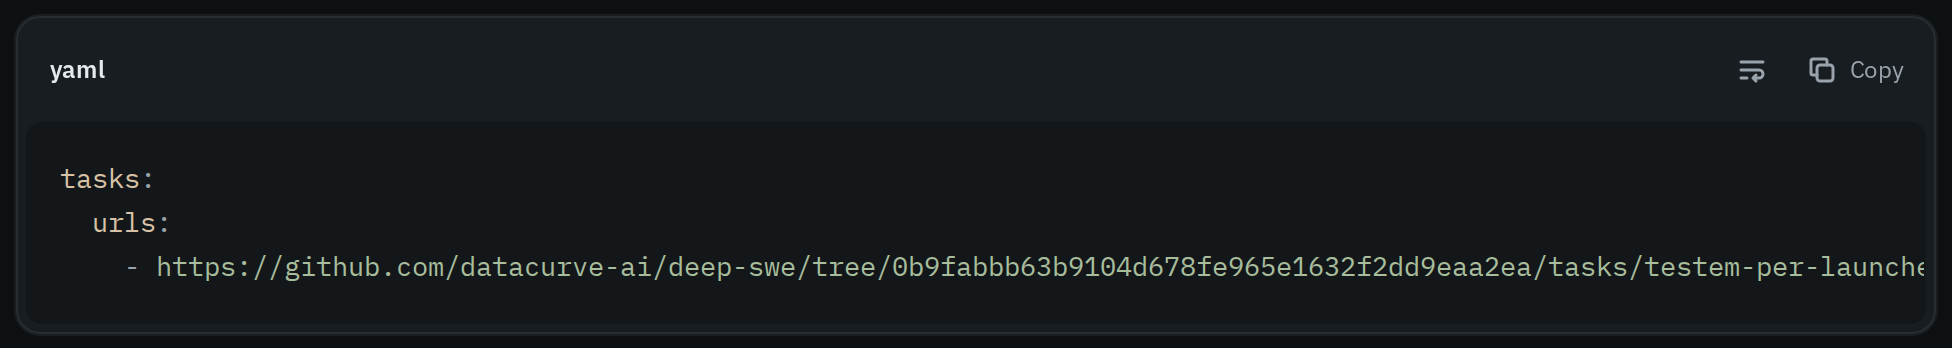 yaml
Copy
tasks:
  urls:
    - https://github.com/datacurve-ai/deep-swe/tree/0b9fabbb63b9104d678fe965e1632f2dd9eaa2ea/tasks/testem-per-launche